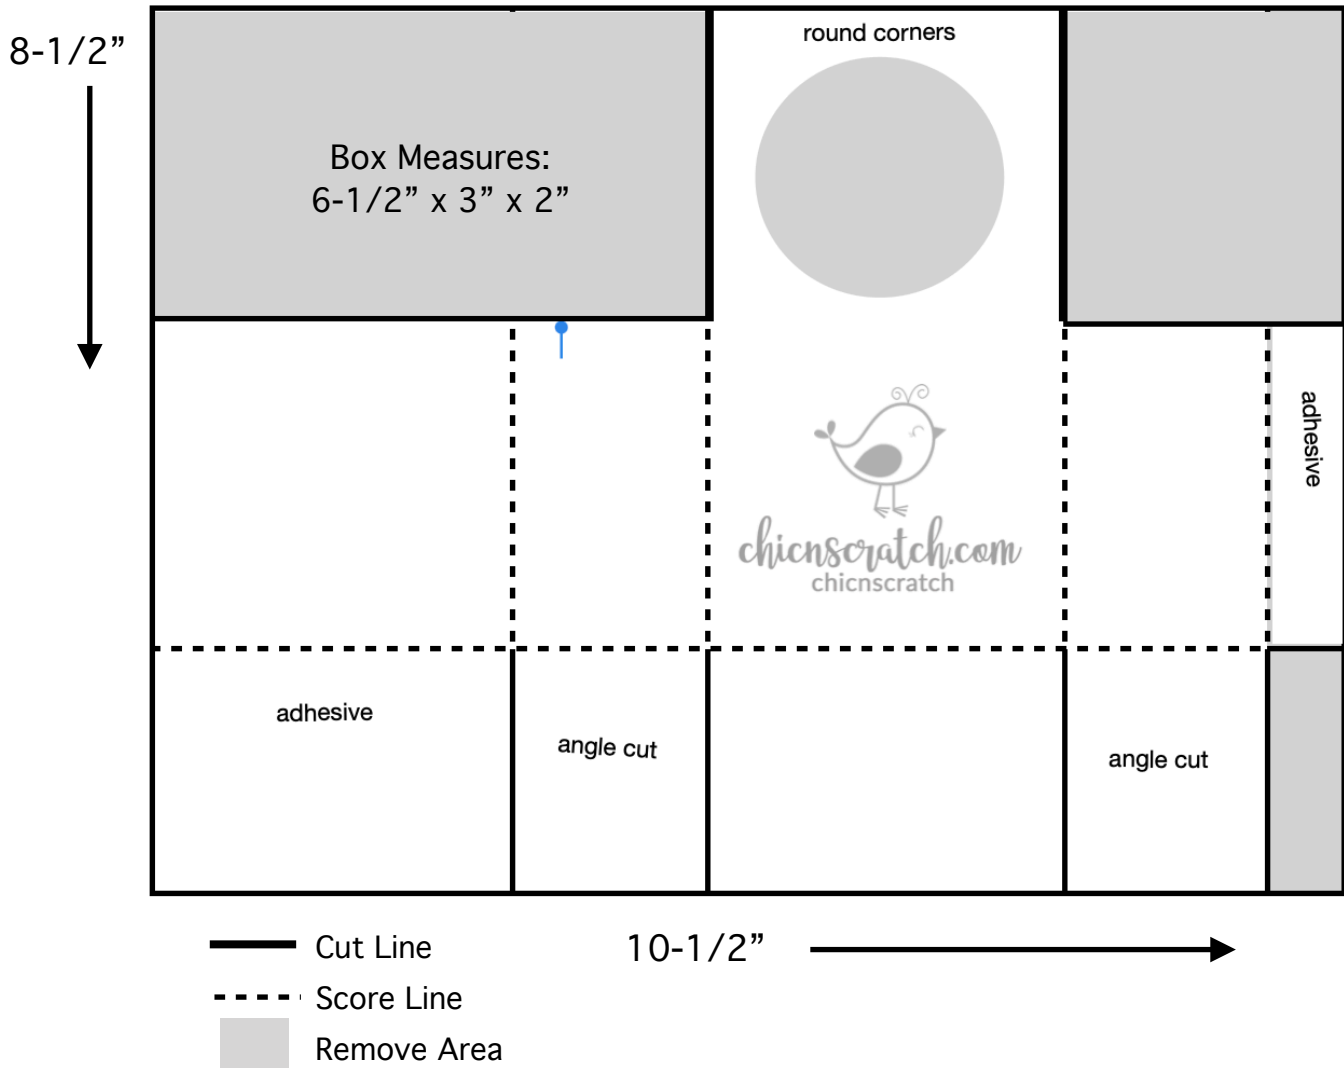 8-1/2”
round corners
Box Measures:
6-1/2” x 3” x 2”
adhesive
chicnscratch.com
chicnscratch
adhesive
angle cut
angle cut
Cut Line
10-1/2”
Score Line
Remove Area